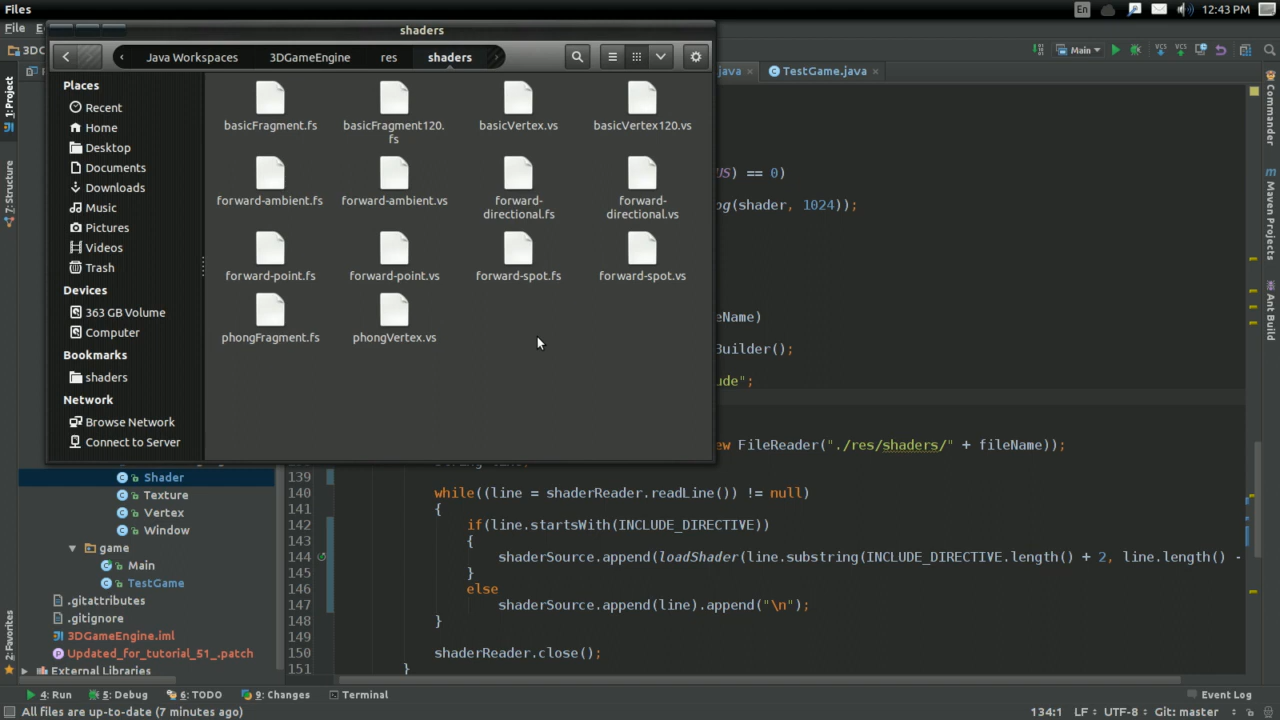 Files
En
12:43 PM
File
E
shaders
3DG
Java Workspaces
3DGameEngine
res
shaders
Main
java
TestGame.java
Places
Recent
Home
Desktop
Documents
Downloads
Music
Pictures
Videos
Trash
Devices
363 GB Volume
Computer
Bookmarks
shaders
Network
Browse Network
Connect to Server
basicFragment.fs
basicFragment120.
fs
basicVertex.vs
basicVertex120.vs
forward-ambient.fs
forward-ambient.vs
forward-
directional.fs
forward-
directional.vs
forward-point.fs
forward-point.vs
forward-spot.fs
forward-spot.vs
phongFragment.fs
phongVertex.vs
1: Project
7: Structure
2: Favorites
Commander
Maven Projects
Ant Build
US) == 0)
og(shader, 1024));
eName)
Builder();
ude";
ew FileReader("./res/shaders/" + fileName));
139
140 while((line = shaderReader.readLine()) != null)
141 {
142 if(line.startsWith(INCLUDE_DIRECTIVE))
143 {
144 shaderSource.append(loadShader(line.substring(INCLUDE_DIRECTIVE.length() + 2, line.length() -
145 }
146 else
147 shaderSource.append(line).append("\n");
148 }
149
150 shaderReader.close();
151 }
Shader
Texture
Vertex
Window
game
Main
TestGame
.gitattributes
.gitignore
3DGameEngine.iml
Updated_for_tutorial_51_.patch
External Libraries
4: Run
5: Debug
6: TODO
9: Changes
Terminal
Event Log
All files are up-to-date (7 minutes ago)
134:1
LF
UTF-8
Git: master